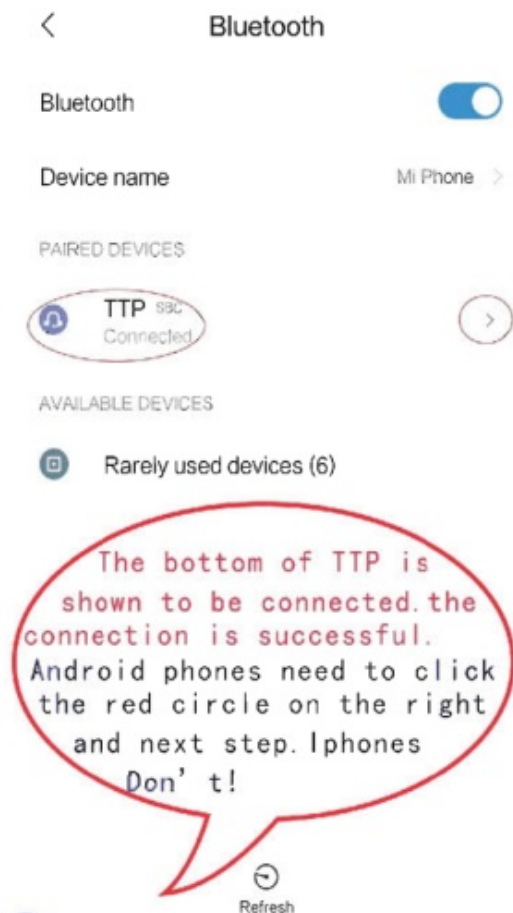 Bluetooth
Bluetooth
Device name Mi Phone
PAIRED DEVICES
TTP SBC
Connected
AVAILABLE DEVICES
Rarely used devices (6)
The bottom of TTP is
shown to be connected.the
connection is successful.
Android phones need to click
the red circle on the right
and next step.Iphones
Don't!
Refresh